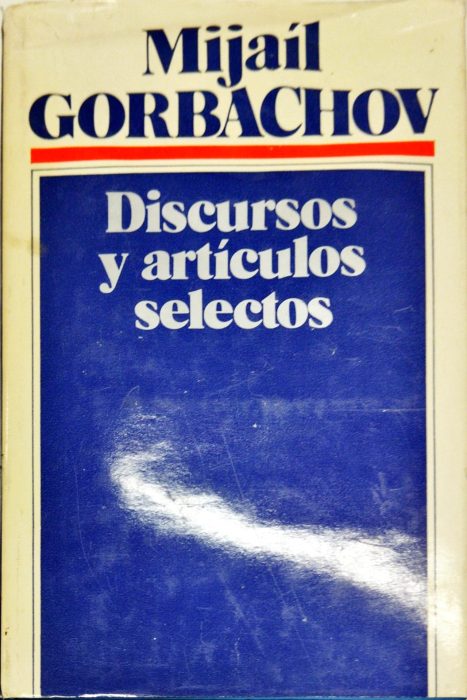 Mijaíl
GORBACHOV
Discursos
y artículos
selectos